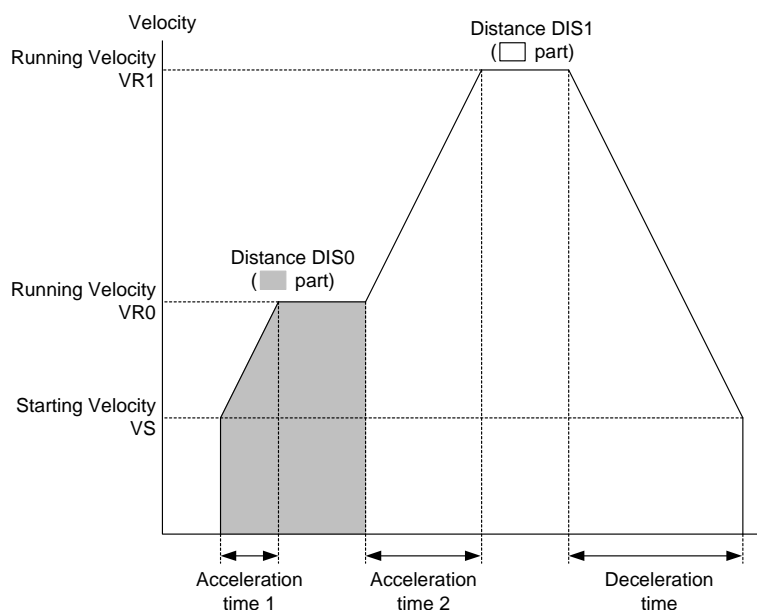 Velocity
Distance DIS1
( part)
Running Velocity
VR1
Distance DIS0
( part)
Running Velocity
VR0
Starting Velocity
VS
Acceleration
time 1
Acceleration
time 2
Deceleration
time